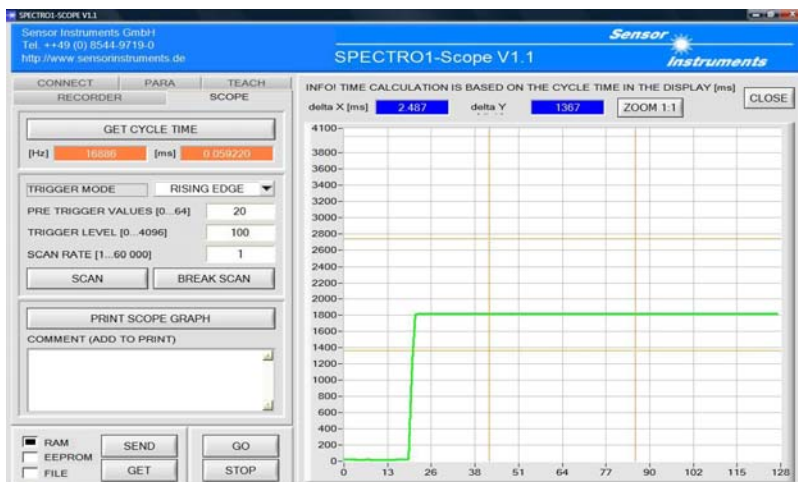 SPECTRO1-SCOPE V1.1
Sensor Instruments GmbH
Tel. ++49 (0) 8544-9719-0
http://www.sensorinstruments.de
SPECTRO1-Scope V1.1
Sensor
Instruments
CONNECT PARA TEACH
RECORDER SCOPE
GET CYCLE TIME
[Hz] 16886 [ms] 0.059220
TRIGGER MODE RISING EDGE
PRE TRIGGER VALUES [0...64] 20
TRIGGER LEVEL [0...4096] 100
SCAN RATE [1...60 000] 1
SCAN BREAK SCAN
PRINT SCOPE GRAPH
COMMENT (ADD TO PRINT)
RAM
EEPROM
FILE
SEND GO
GET STOP
INFO! TIME CALCULATION IS BASED ON THE CYCLE TIME IN THE DISPLAY [ms]
delta X [ms] 2.487 delta Y 1367 ZOOM 1:1 CLOSE
4100
3800
3600
3400
3200
3000
2800
2600
2400
2200
2000
1800
1600
1400
1200
1000
800
600
400
200
0
0 13 26 38 51 64 77 90 102 115 128